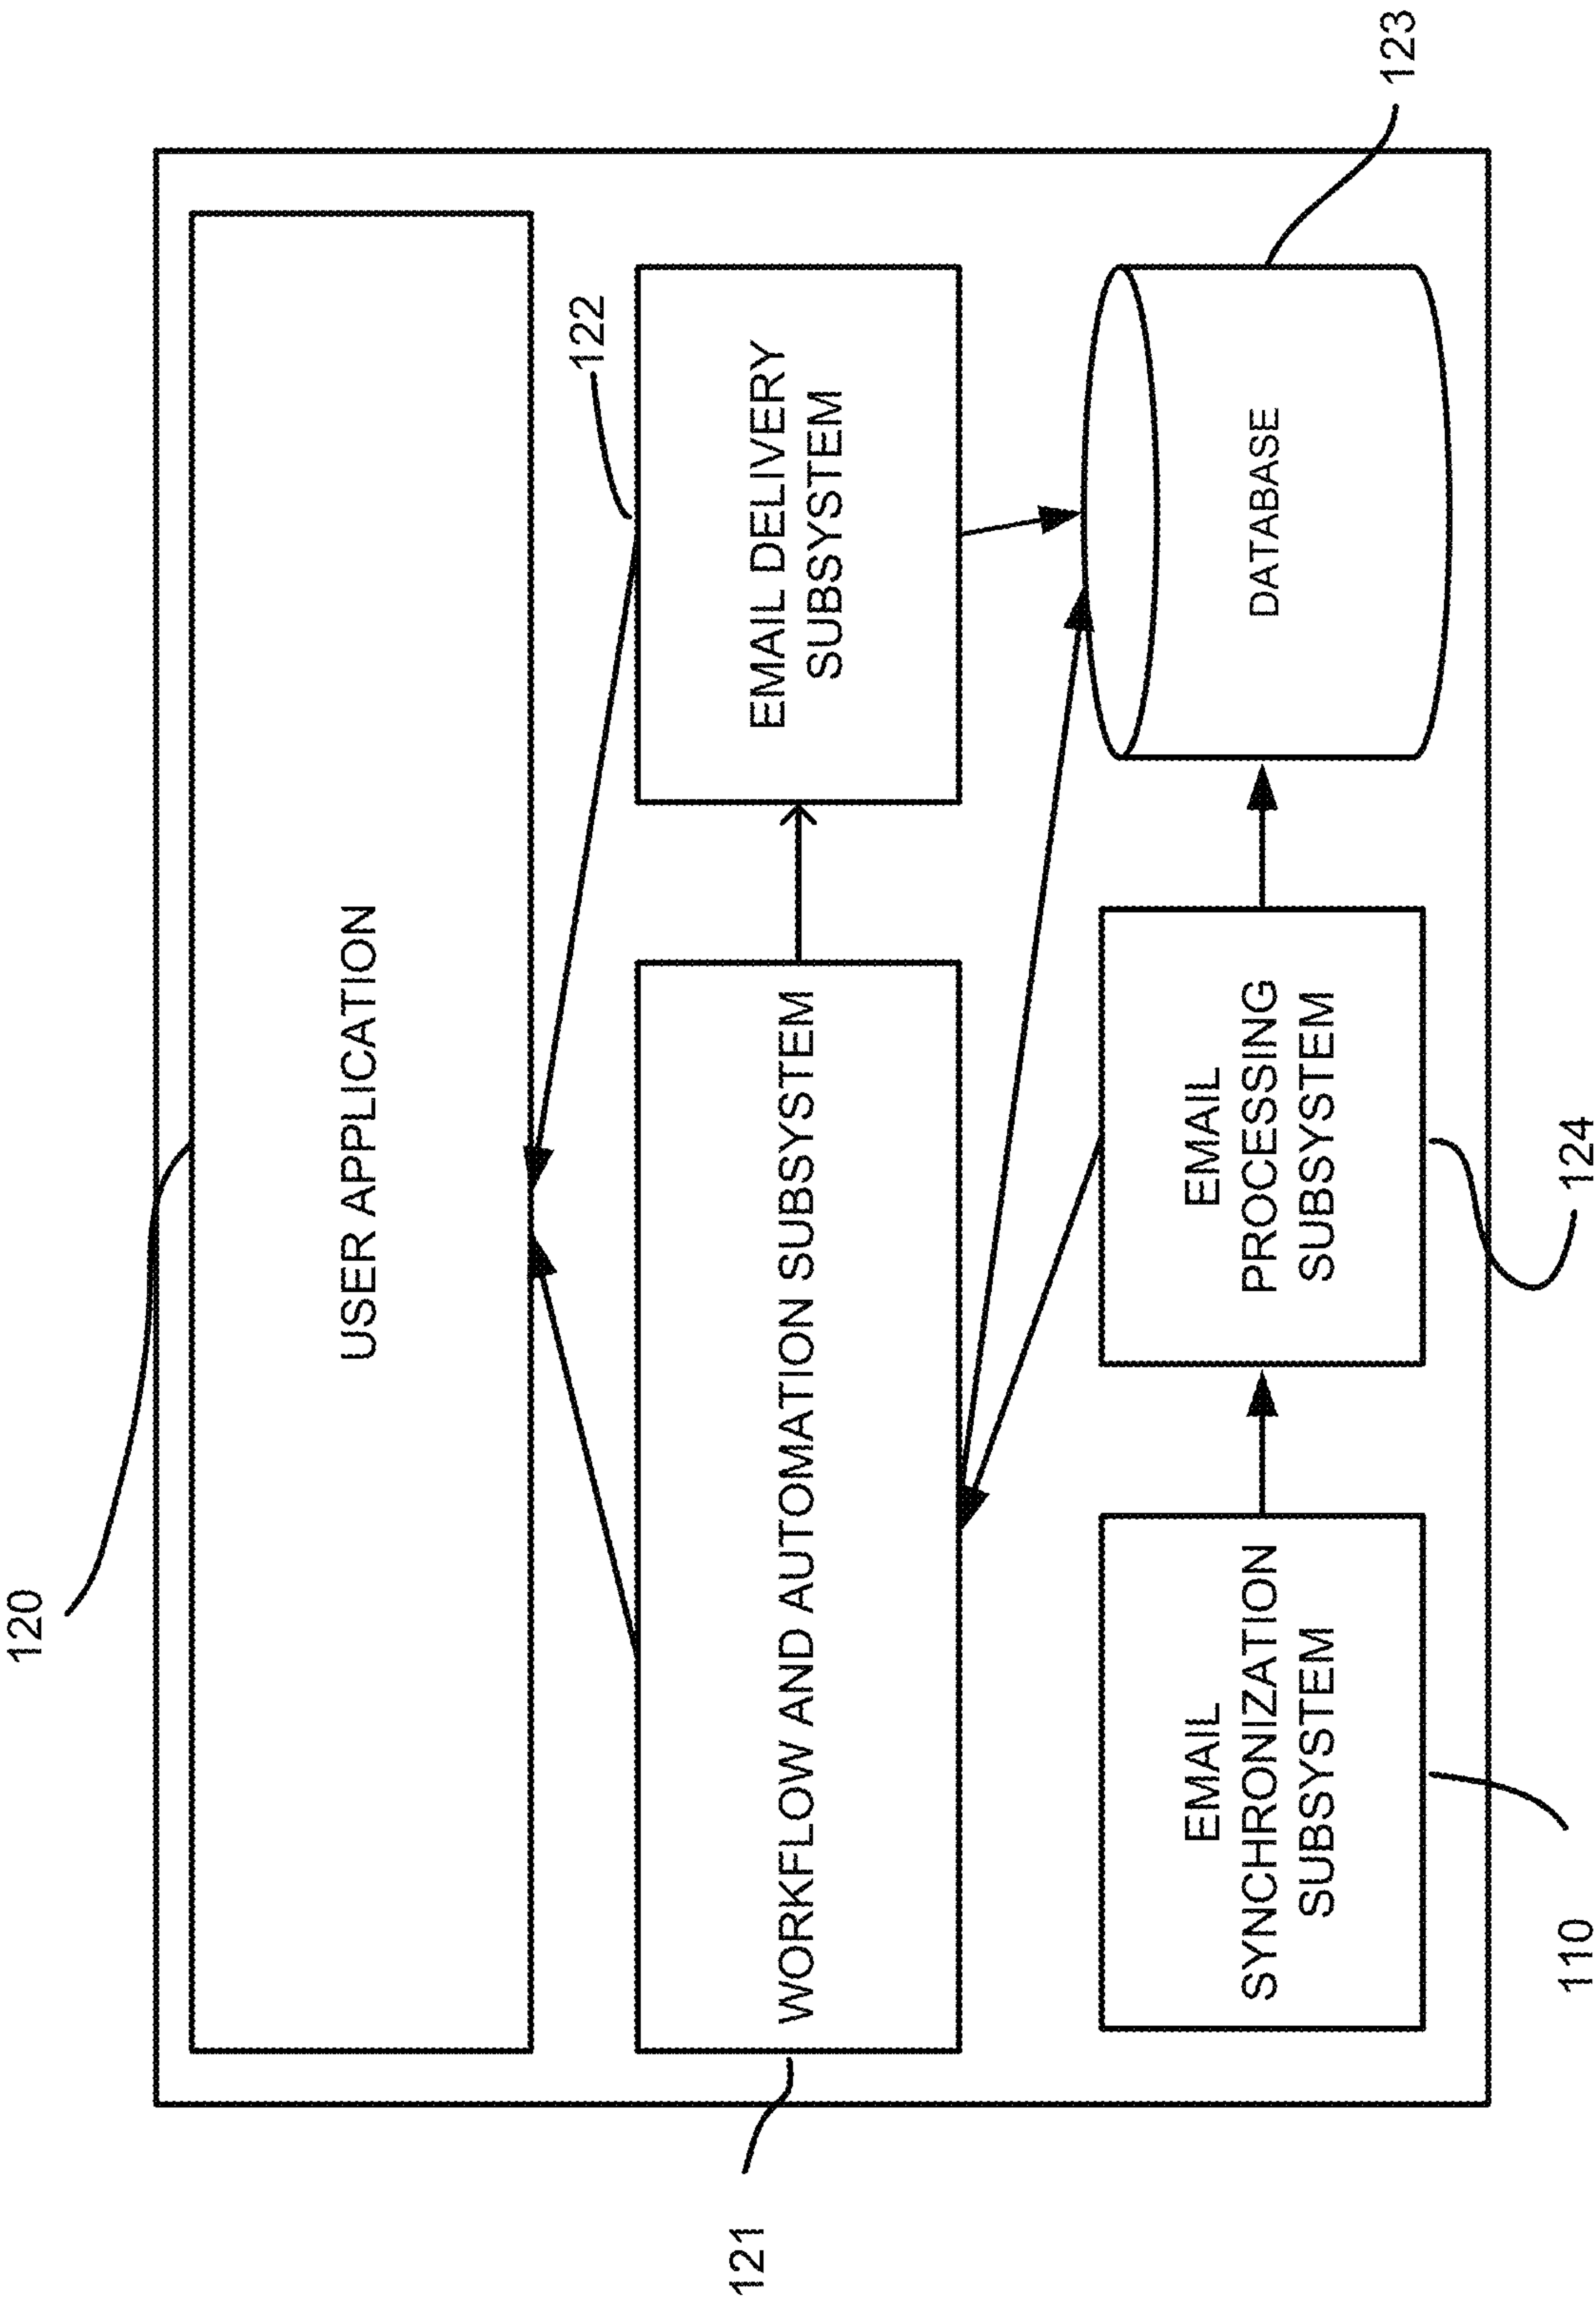 120
USER APPLICATION
122
EMAIL DELIVERY
SUBSYSTEM
121
WORKFLOW AND AUTOMATION SUBSYSTEM
123
DATABASE
EMAIL
PROCESSING
SUBSYSTEM
124
EMAIL
SYNCHRONIZATION
SUBSYSTEM
110